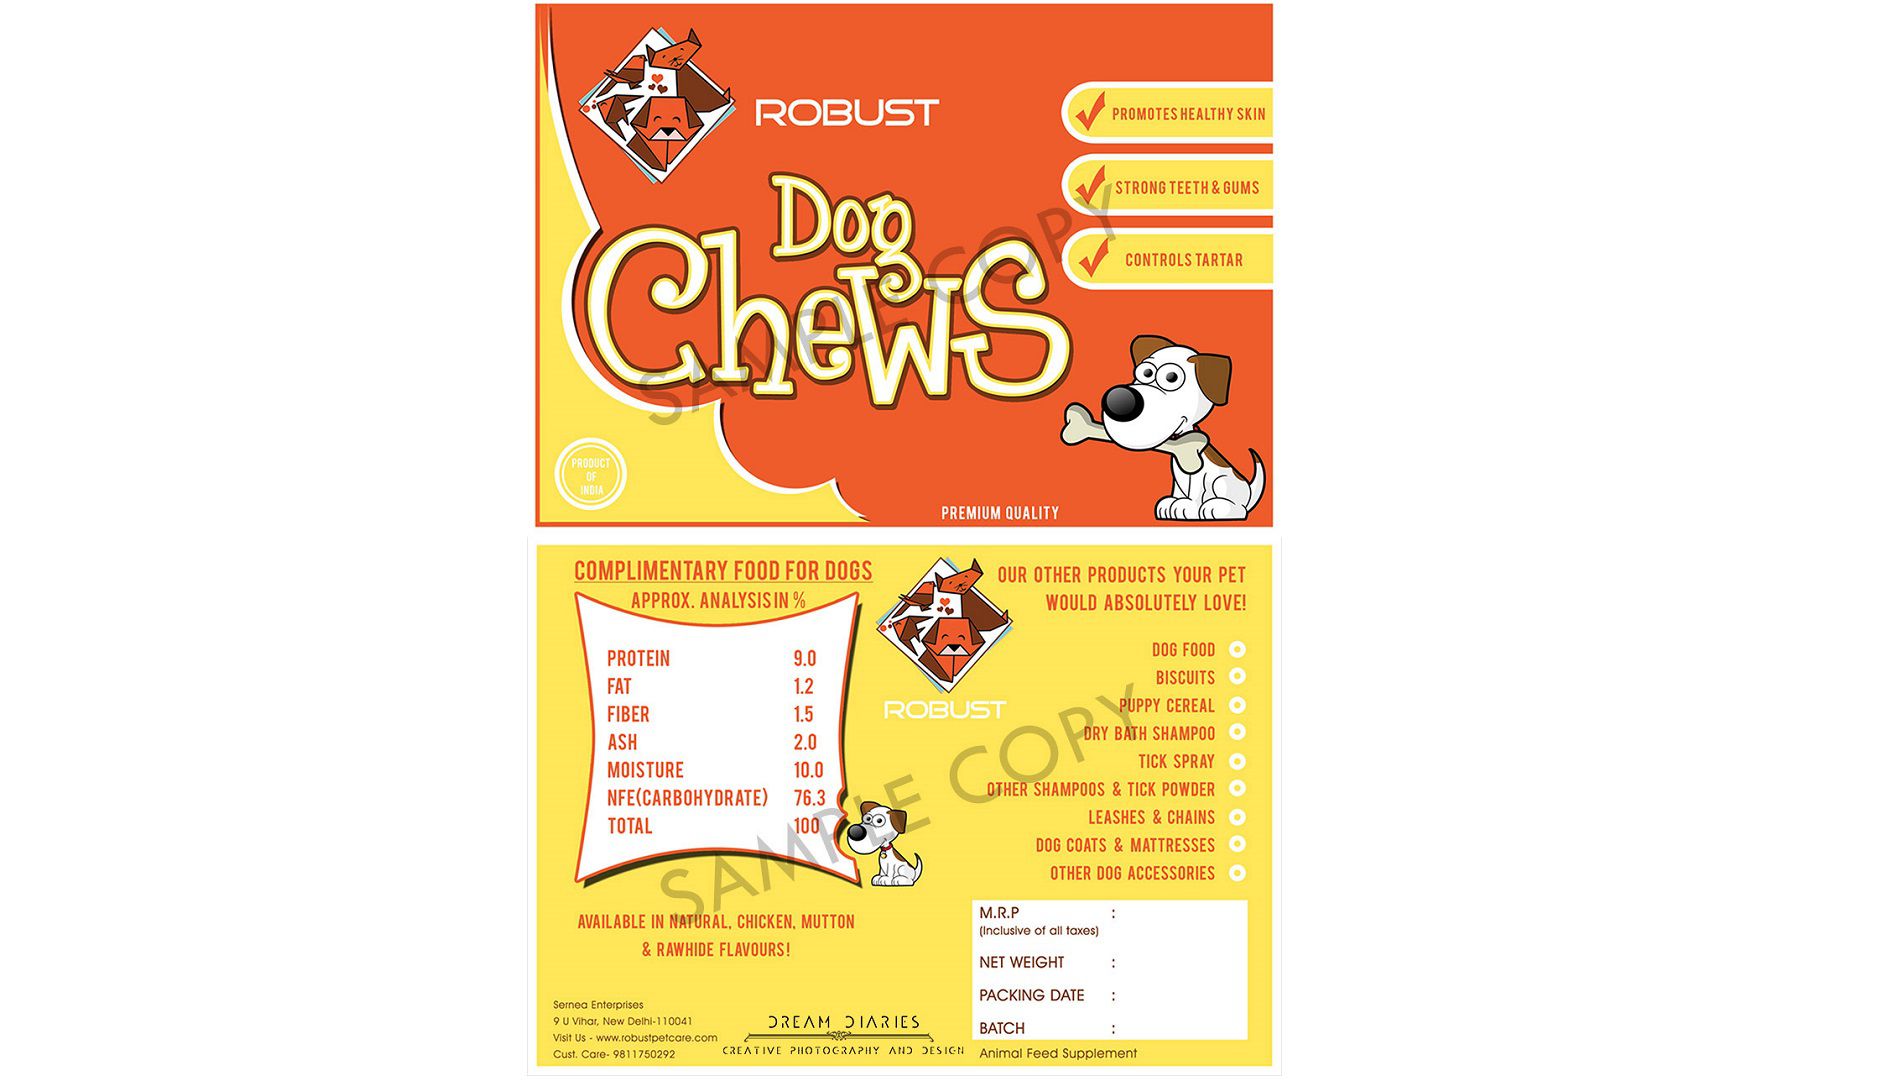 ROBUST
Dog
Chews
PROMOTES HEALTHY SKIN
STRONG TEETH & GUMS
CONTROLS TARTAR
SAMPLE COPY
PRODUCT
OF
INDIA
PREMIUM QUALITY
COMPLIMENTARY FOOD FOR DOGS
APPROX. ANALYSIS IN %
PROTEIN 9.0
FAT 1.2
FIBER 1.5
ASH 2.0
MOISTURE 10.0
NFE(CARBOHYDRATE) 76.3
TOTAL 100
AVAILABLE IN NATURAL, CHICKEN, MUTTON
& RAWHIDE FLAVOURS!
ROBUST
OUR OTHER PRODUCTS YOUR PET
WOULD ABSOLUTELY LOVE!
DOG FOOD
BISCUITS
PUPPY CEREAL
DRY BATH SHAMPOO
TICK SPRAY
OTHER SHAMPOOS & TICK POWDER
LEASHES & CHAINS
DOG COATS & MATTRESSES
OTHER DOG ACCESSORIES
SAMPLE COPY
M.R.P :
(Inclusive of all taxes)
NET WEIGHT :
PACKING DATE :
BATCH :
Animal Feed Supplement
Sernea Enterprises
9 U Vihar, New Delhi-110041
Visit Us - www.robustpetcare.com
Cust. Care- 9811750292
DREAM DIARIES
CREATIVE PHOTOGRAPHY AND DESIGN